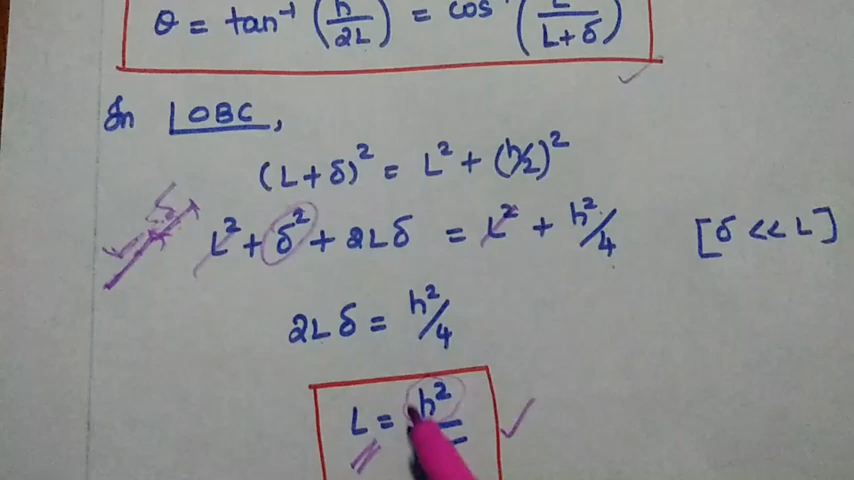 θ = tan⁻¹ (h/2L) = cos⁻¹ (L/L+δ)
In OBC,
(L+δ)² = L² + (h/2)²
L² + δ² + 2Lδ = L² + h²/4 [δ << L]
2Lδ = h²/4
L = h²